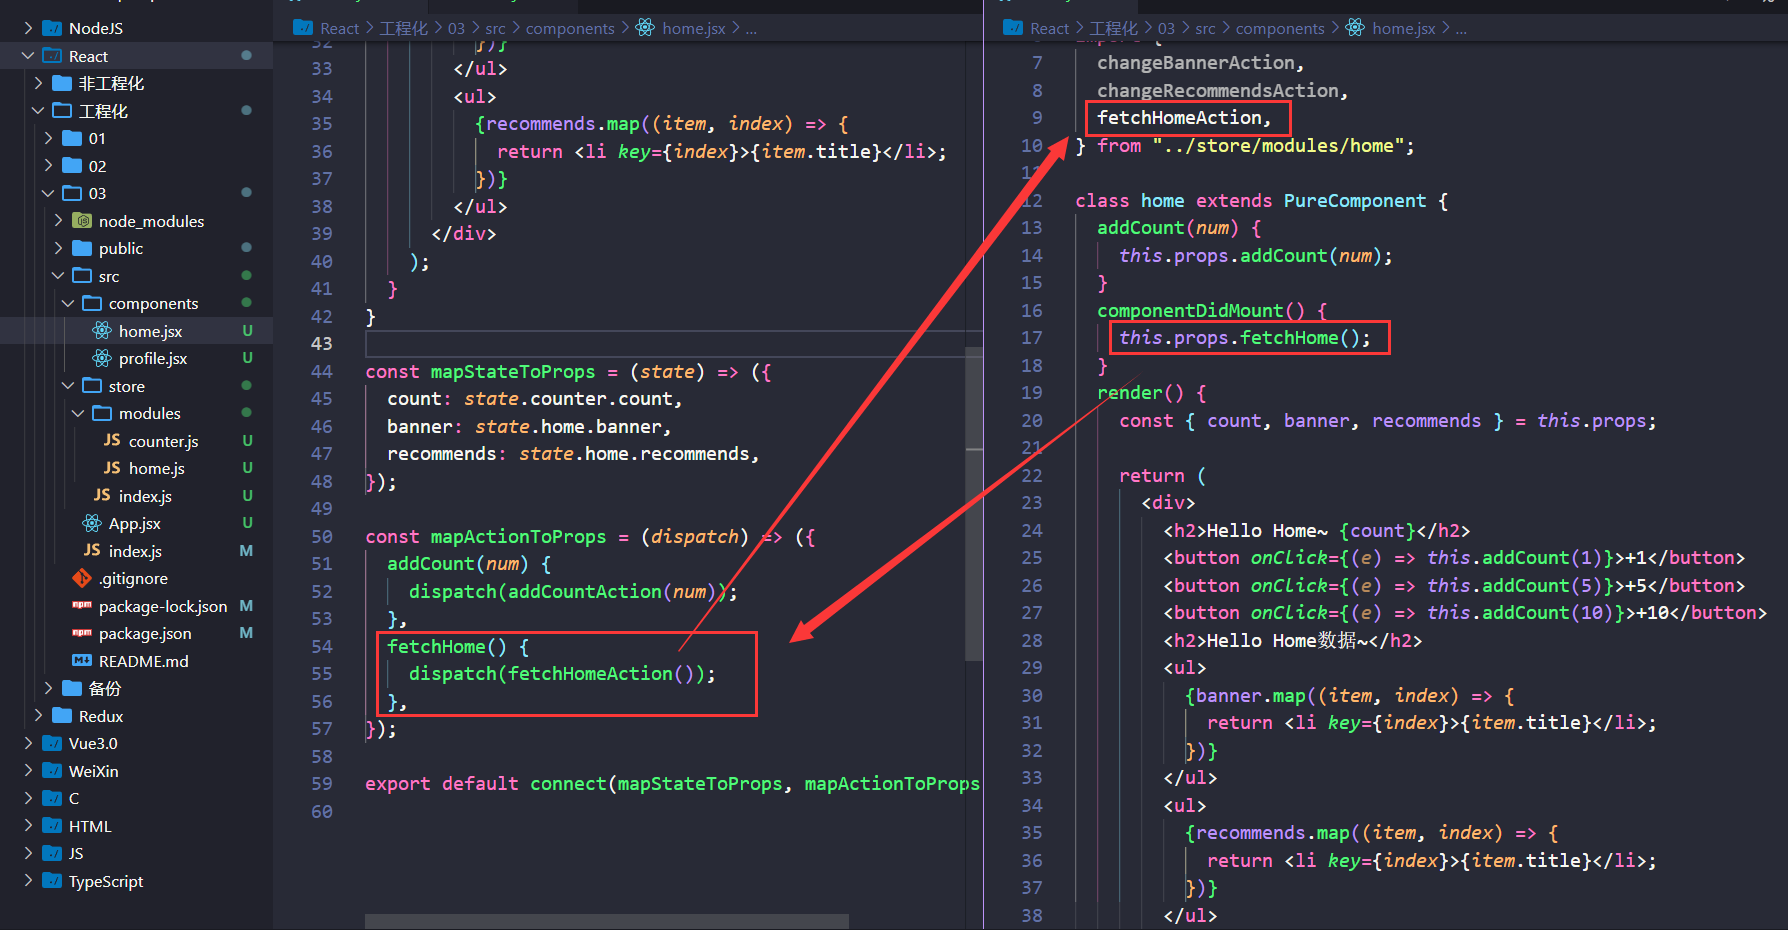 NodeJS
React
非工程化
工程化
01
02
03
node_modules
public
src
components
home.jsx U
profile.jsx U
store
modules
JS counter.js U
JS home.js U
JS index.js U
App.jsx U
JS index.js M
.gitignore
npm package-lock.json M
npm package.json M
README.md
备份
Redux
Vue3.0
WeiXin
C
HTML
JS
TypeScript
React > 工程化 > 03 > src > components > home.jsx > ...
32 })}
33 </ul>
34 <ul>
35 {recommends.map((item, index) => {
36 return <li key={index}>{item.title}</li>;
37 })}
38 </ul>
39 </div>
40 );
41 }
42 }
43
44 const mapStateToProps = (state) => ({
45 count: state.counter.count,
46 banner: state.home.banner,
47 recommends: state.home.recommends,
48 });
49
50 const mapActionToProps = (dispatch) => ({
51 addCount(num) {
52 dispatch(addCountAction(num));
53 },
54 fetchHome() {
55 dispatch(fetchHomeAction());
56 },
57 });
58
59 export default connect(mapStateToProps, mapActionToProps
60
React > 工程化 > 03 > src > components > home.jsx > ...
7 changeBannerAction,
8 changeRecommendsAction,
9 fetchHomeAction,
10 } from "../store/modules/home";
11
12 class home extends PureComponent {
13 addCount(num) {
14 this.props.addCount(num);
15 }
16 componentDidMount() {
17 this.props.fetchHome();
18 }
19 render() {
20 const { count, banner, recommends } = this.props;
21
22 return (
23 <div>
24 <h2>Hello Home~ {count}</h2>
25 <button onClick={(e) => this.addCount(1)}>+1</button>
26 <button onClick={(e) => this.addCount(5)}>+5</button>
27 <button onClick={(e) => this.addCount(10)}>+10</button>
28 <h2>Hello Home数据~</h2>
29 <ul>
30 {banner.map((item, index) => {
31 return <li key={index}>{item.title}</li>;
32 })}
33 </ul>
34 <ul>
35 {recommends.map((item, index) => {
36 return <li key={index}>{item.title}</li>;
37 })}
38 </ul>